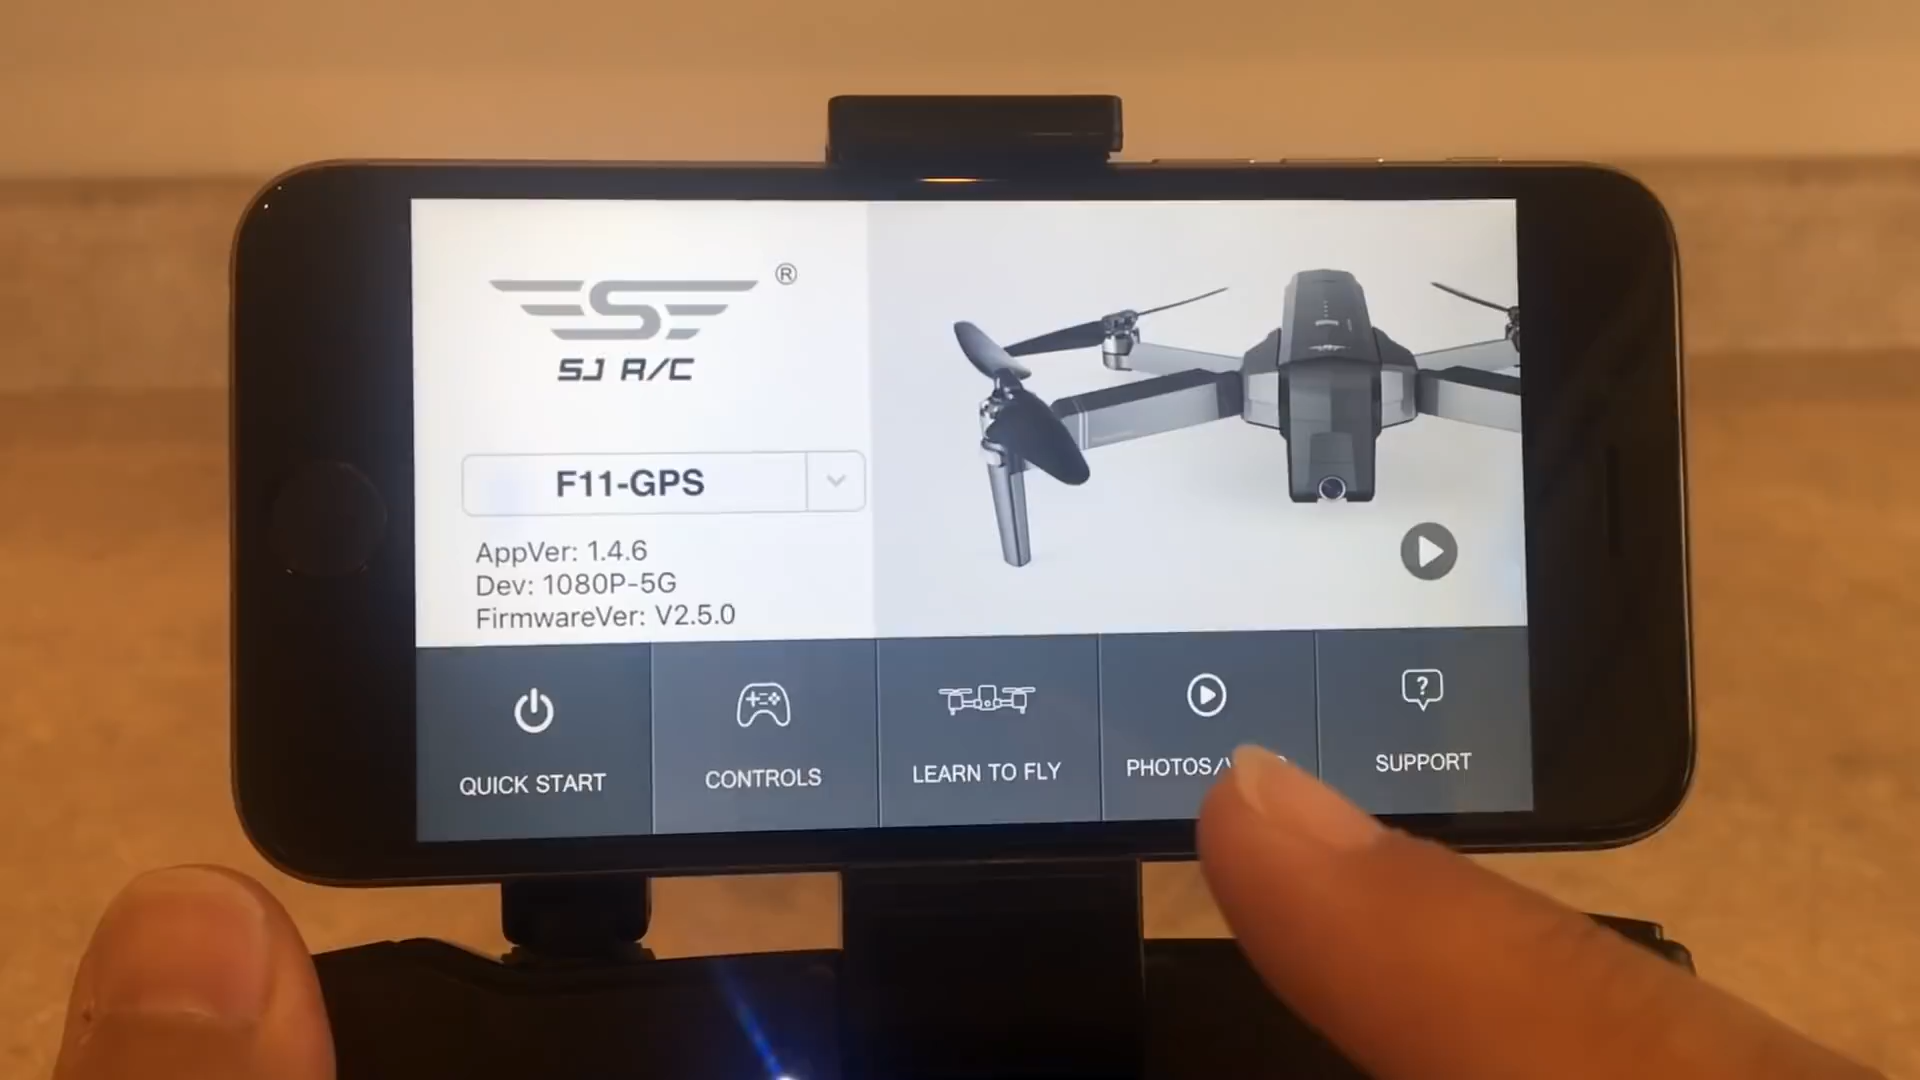 ®
SJ R/C
F11-GPS
AppVer: 1.4.6
Dev: 1080P-5G
FirmwareVer: V2.5.0
QUICK START
CONTROLS
LEARN TO FLY
PHOTOS/
SUPPORT